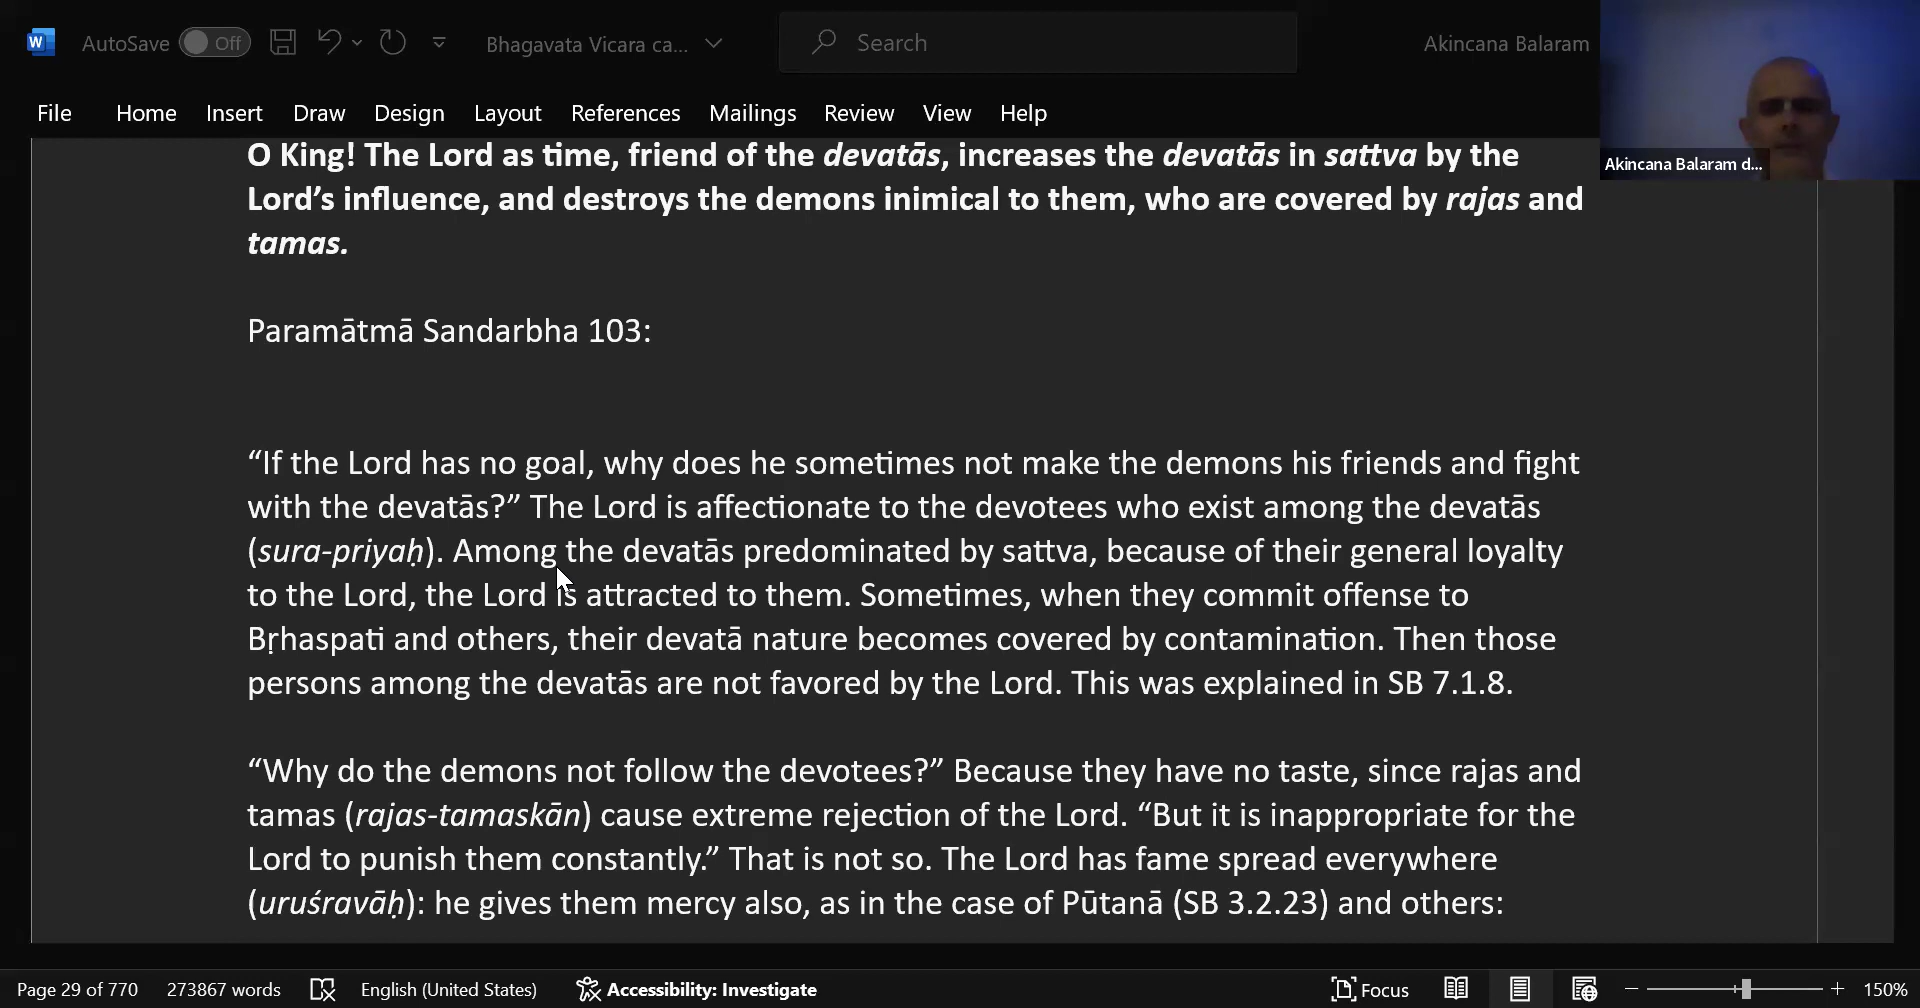 W AutoSave Off Bhagavata Vicara ca... Search Akincana Balaram
File Home Insert Draw Design Layout References Mailings Review View Help
Akincana Balaram d...
O King! The Lord as time, friend of the devatās, increases the devatās in sattva by the
Lord’s influence, and destroys the demons inimical to them, who are covered by rajas and
tamas.
Paramātmā Sandarbha 103:
“If the Lord has no goal, why does he sometimes not make the demons his friends and fight
with the devatās?” The Lord is affectionate to the devotees who exist among the devatās
(sura-priyaḥ). Among the devatās predominated by sattva, because of their general loyalty
to the Lord, the Lord is attracted to them. Sometimes, when they commit offense to
Bṛhaspati and others, their devatā nature becomes covered by contamination. Then those
persons among the devatās are not favored by the Lord. This was explained in SB 7.1.8.
“Why do the demons not follow the devotees?” Because they have no taste, since rajas and
tamas (rajas-tamaskān) cause extreme rejection of the Lord. “But it is inappropriate for the
Lord to punish them constantly.” That is not so. The Lord has fame spread everywhere
(uruśravāḥ): he gives them mercy also, as in the case of Pūtanā (SB 3.2.23) and others:
Page 29 of 770 273867 words English (United States) Accessibility: Investigate Focus 150%